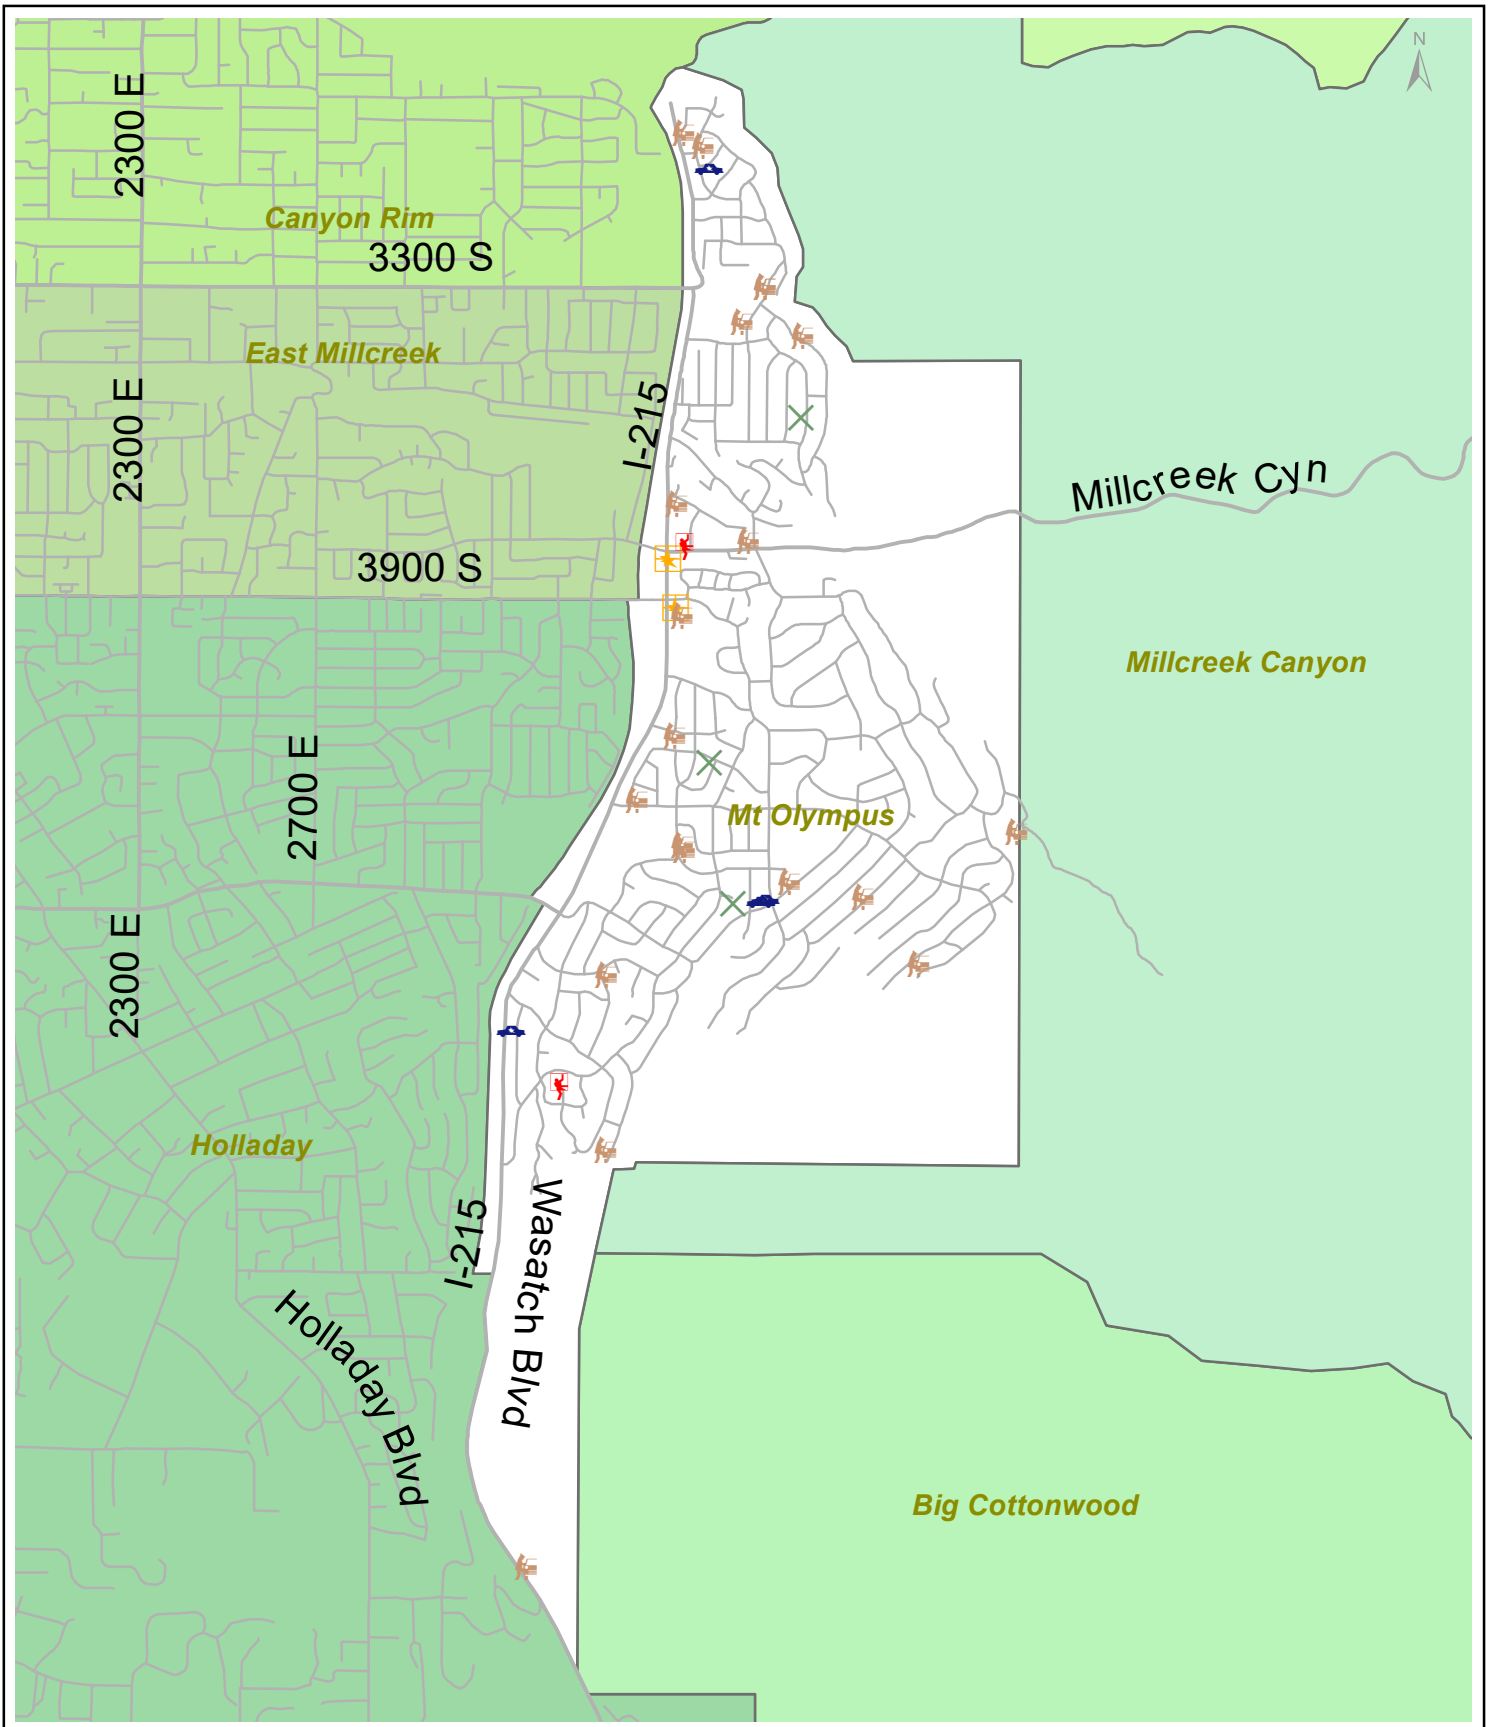 N
2300 E
Canyon Rim
3300 S
East Millcreek
2300 E
I-215
Millcreek Cyn
3900 S
Millcreek Canyon
2700 E
Mt Olympus
2300 E
Holladay
I-215
Wasatch Blvd
Holladay Blvd
Big Cottonwood